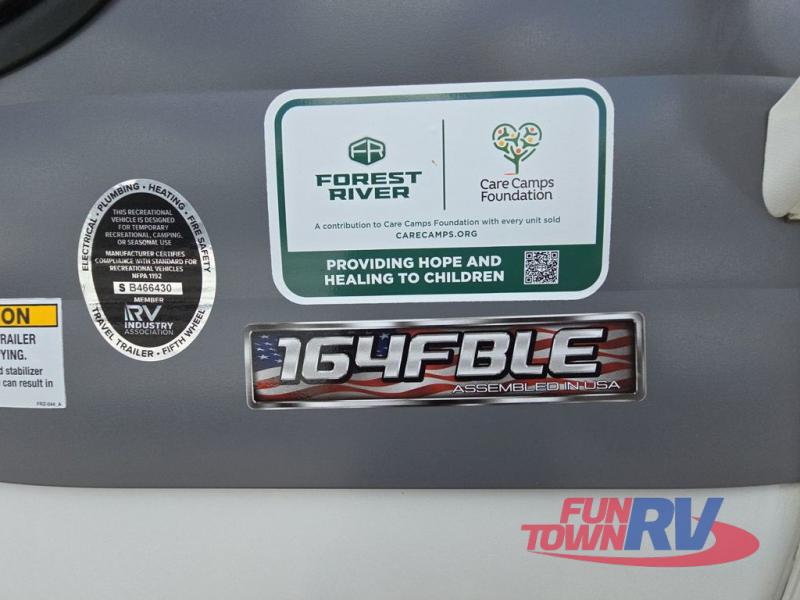 FR
FOREST
RIVER
Care Camps
Foundation
A contribution to Care Camps Foundation with every unit sold
CARECAMPS.ORG
PROVIDING HOPE AND
HEALING TO CHILDREN
ELECTRICAL • PLUMBING • HEATING • FIRE SAFETY
THIS RECREATIONAL
VEHICLE IS DESIGNED
FOR TEMPORARY
RECREATIONAL, CAMPING,
OR SEASONAL USE
MANUFACTURER CERTIFIES
COMPLIANCE WITH STANDARD FOR
RECREATIONAL VEHICLES
NFPA 1192
S B466430
MEMBER
RV
INDUSTRY
ASSOCIATION
TRAVEL TRAILER • FIFTH WHEEL
ON
TRAILER
YING.
d stabilizer
can result in
164FBLE
ASSEMBLED IN USA
FUN
TOWN RV